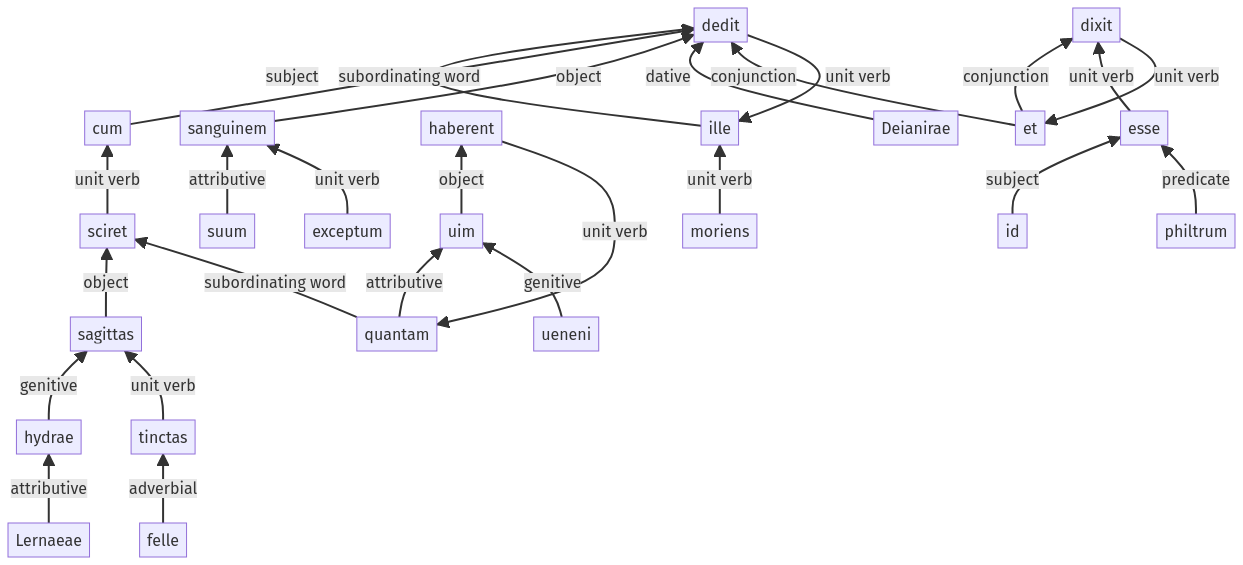 dedit dixit
subject subordinating word object dative conjunction unit verb conjunction unit verb unit verb
cum sanguinem haberent ille Deianirae et esse
unit verb attributive unit verb object unit verb subject predicate
sciret suum exceptum uim unit verb moriens id philtrum
object subordinating word attributive genitive
sagittas quantam ueneni
genitive unit verb
hydrae tinctas
attributive adverbial
Lernaeae felle